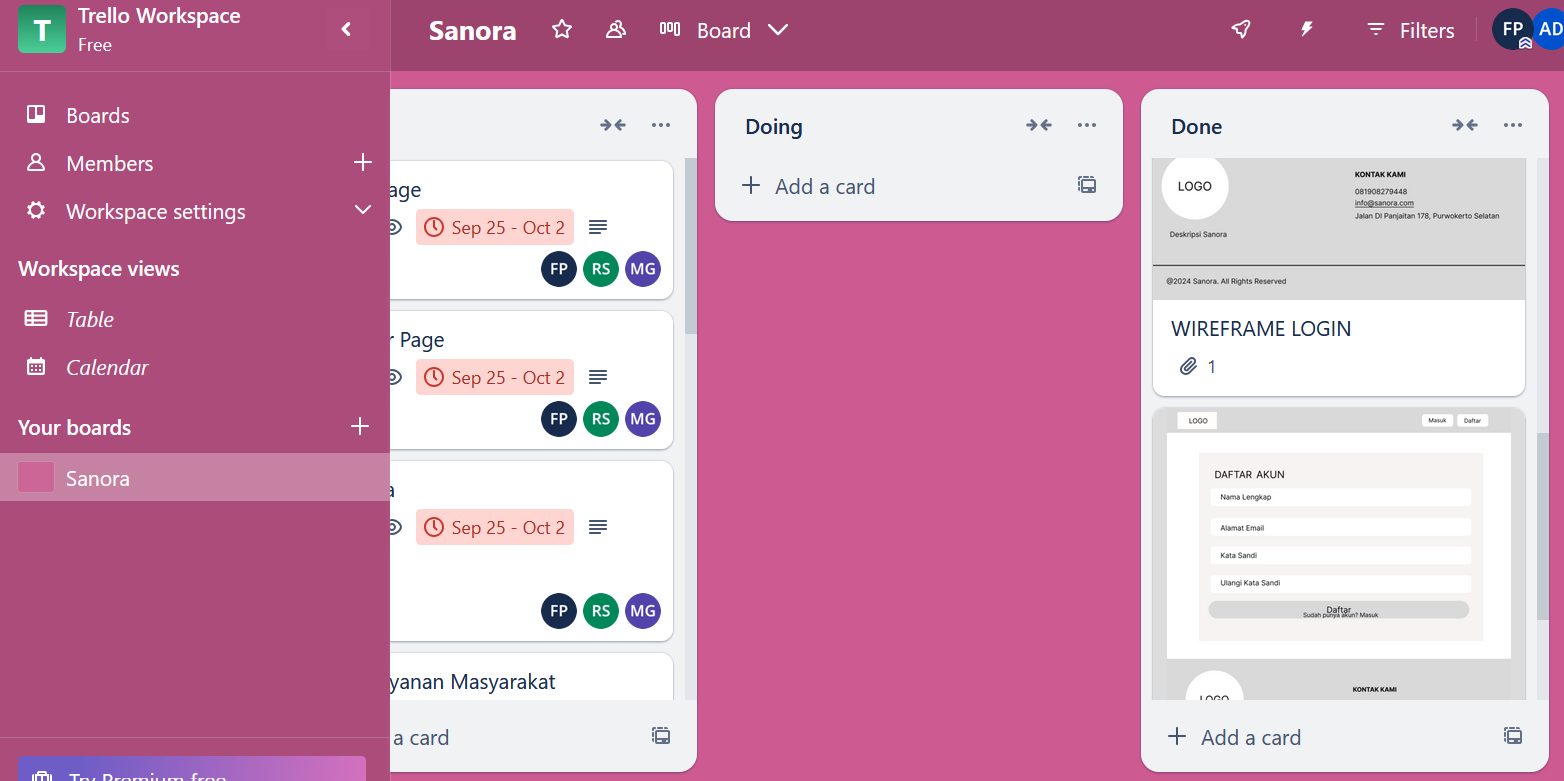 T
Trello Workspace
Free
Boards
Members
Workspace settings
Workspace views
Table
Calendar
Your boards
Sanora
Try Premium free
Sanora
Board
Filters
FP
AD
age
Sep 25 - Oct 2
FP RS MG
r Page
Sep 25 - Oct 2
FP RS MG
a
Sep 25 - Oct 2
FP RS MG
yanan Masyarakat
a card
Doing
Add a card
Done
LOGO
KONTAK KAMI
081908279448
info@sanora.com
Jalan DI Panjaitan 178, Purwokerto Selatan
Deskripsi Sanora
@2024 Sanora. All Rights Reserved
WIREFRAME LOGIN
1
LOGO
Masuk
Daftar
DAFTAR AKUN
Nama Lengkap
Alamat Email
Kata Sandi
Ulangi Kata Sandi
Daftar
Sudah punya akun? Masuk
LOGO
KONTAK KAMI
Add a card